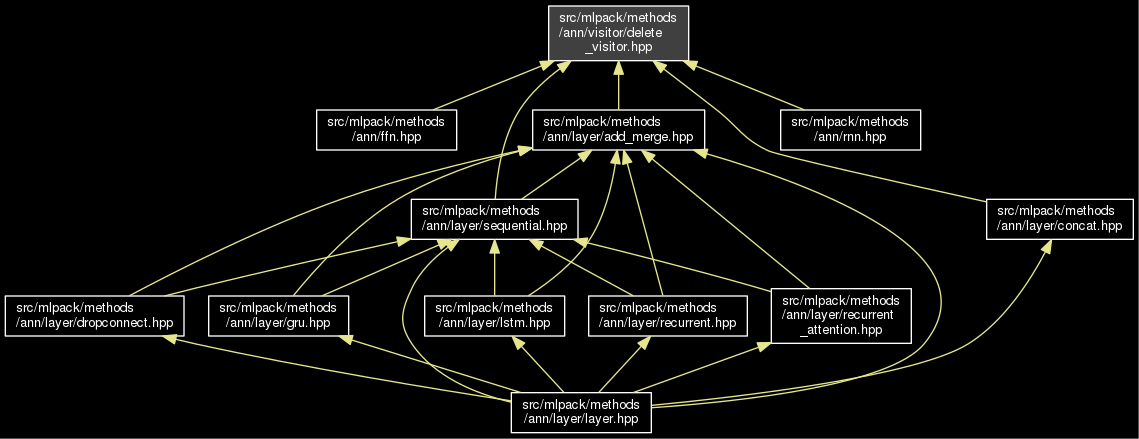 src/mlpack/methods
/ann/visitor/delete
_visitor.hpp
src/mlpack/methods
/ann/ffn.hpp
src/mlpack/methods
/ann/layer/add_merge.hpp
src/mlpack/methods
/ann/rnn.hpp
src/mlpack/methods
/ann/layer/sequential.hpp
src/mlpack/methods
/ann/layer/concat.hpp
src/mlpack/methods
/ann/layer/dropconnect.hpp
src/mlpack/methods
/ann/layer/gru.hpp
src/mlpack/methods
/ann/layer/lstm.hpp
src/mlpack/methods
/ann/layer/recurrent.hpp
src/mlpack/methods
/ann/layer/recurrent
_attention.hpp
src/mlpack/methods
/ann/layer/layer.hpp